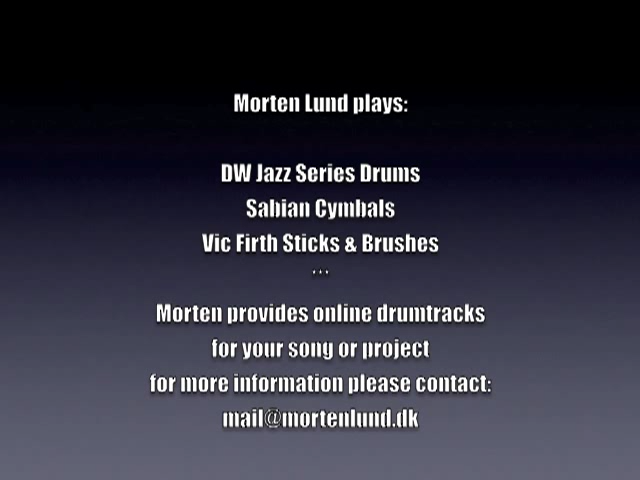 Morten Lund plays:
DW Jazz Series Drums
Sabian Cymbals
Vic Firth Sticks & Brushes
...
Morten provides online drumtracks
for your song or project
for more information please contact:
mail@mortenlund.dk